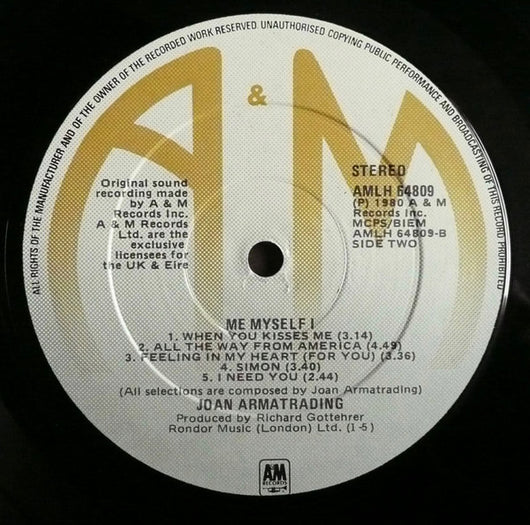 ALL RIGHTS OF THE MANUFACTURER AND OF THE OWNER OF THE RECORDED WORK RESERVED. UNAUTHORISED COPYING PUBLIC PERFORMANCE AND BROADCASTING OF THIS RECORD PROHIBITED
A & M
Original sound
recording made
by A & M
Records Inc.
A & M Records
Ltd. are the
exclusive
licensees for
the UK & Eire
STEREO
AMLH 64809
(P) 1980 A & M
Records Inc.
MCPS/BIEM
AMLH 64809-B
SIDE TWO
ME MYSELF I
1. WHEN YOU KISSES ME (3.14)
2. ALL THE WAY FROM AMERICA (4.49)
3. FEELING IN MY HEART (FOR YOU) (3.36)
4. SIMON (3.40)
5. I NEED YOU (2.44)
(All selections are composed by Joan Armatrading)
JOAN ARMATRADING
Produced by Richard Gottehrer
Rondor Music (London) Ltd. (1-5)
AM
RECORDS